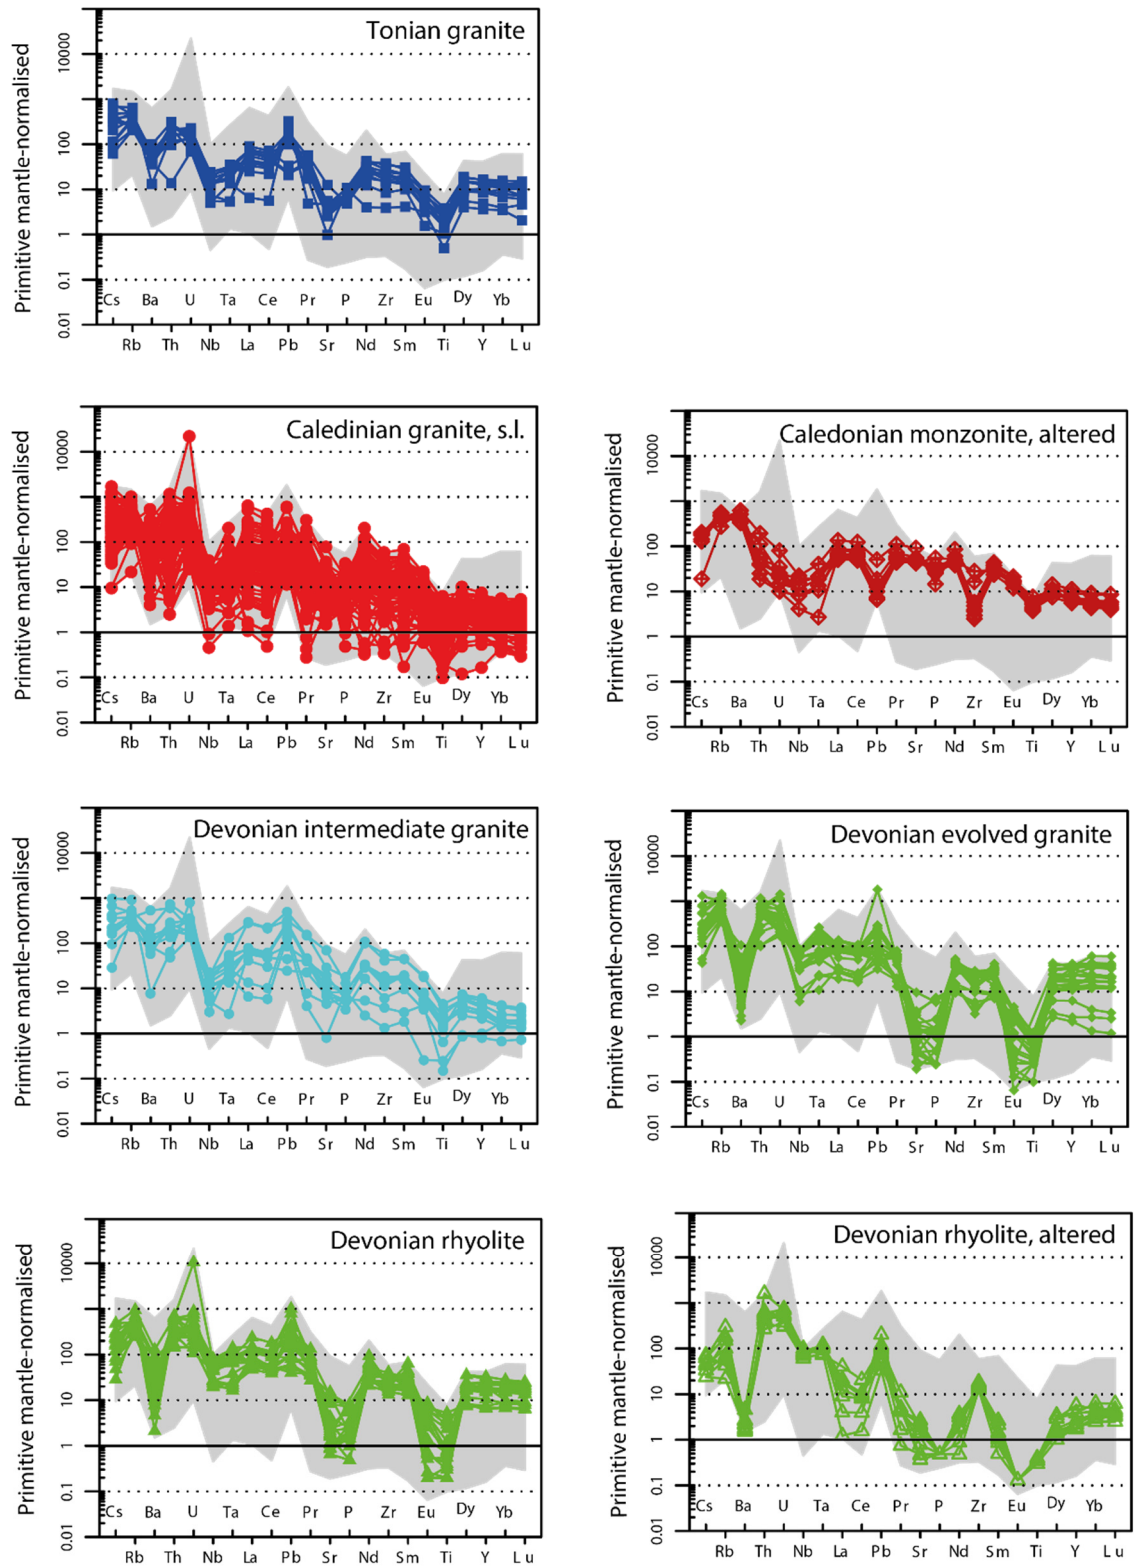 Tonian granite
Primitive mantle-normalised
10000
100
10
1
0.1
0.01
Cs Ba U Ta Ce Pr P Zr Eu Dy Yb
Rb Th Nb La Pb Sr Nd Sm Ti Y Lu
Caledinian granite, s.l.
Primitive mantle-normalised
10000
100
10
1
0.1
0.01
Cs Ba U Ta Ce Pr P Zr Eu Dy Yb
Rb Th Nb La Pb Sr Nd Sm Ti Y Lu
Caledonian monzonite, altered
Primitive mantle-normalised
10000
100
10
1
0.1
0.01
Cs Ba U Ta Ce Pr P Zr Eu Dy Yb
Rb Th Nb La Pb Sr Nd Sm Ti Y Lu
Devonian intermediate granite
Primitive mantle-normalised
10000
100
10
1
0.1
0.01
Cs Ba U Ta Ce Pr P Zr Eu Dy Yb
Rb Th Nb La Pb Sr Nd Sm Ti Y Lu
Devonian evolved granite
Primitive mantle-normalised
10000
100
10
1
0.1
0.01
Cs Ba U Ta Ce Pr P Zr Eu Dy Yb
Rb Th Nb La Pb Sr Nd Sm Ti Y Lu
Devonian rhyolite
Primitive mantle-normalised
10000
100
10
1
0.1
0.01
Cs Ba U Ta Ce Pr P Zr Eu Dy Yb
Rb Th Nb La Pb Sr Nd Sm Ti Y Lu
Devonian rhyolite, altered
Primitive mantle-normalised
10000
100
10
1
0.1
0.01
Cs Ba U Ta Ce Pr P Zr Eu Dy Yb
Rb Th Nb La Pb Sr Nd Sm Ti Y Lu